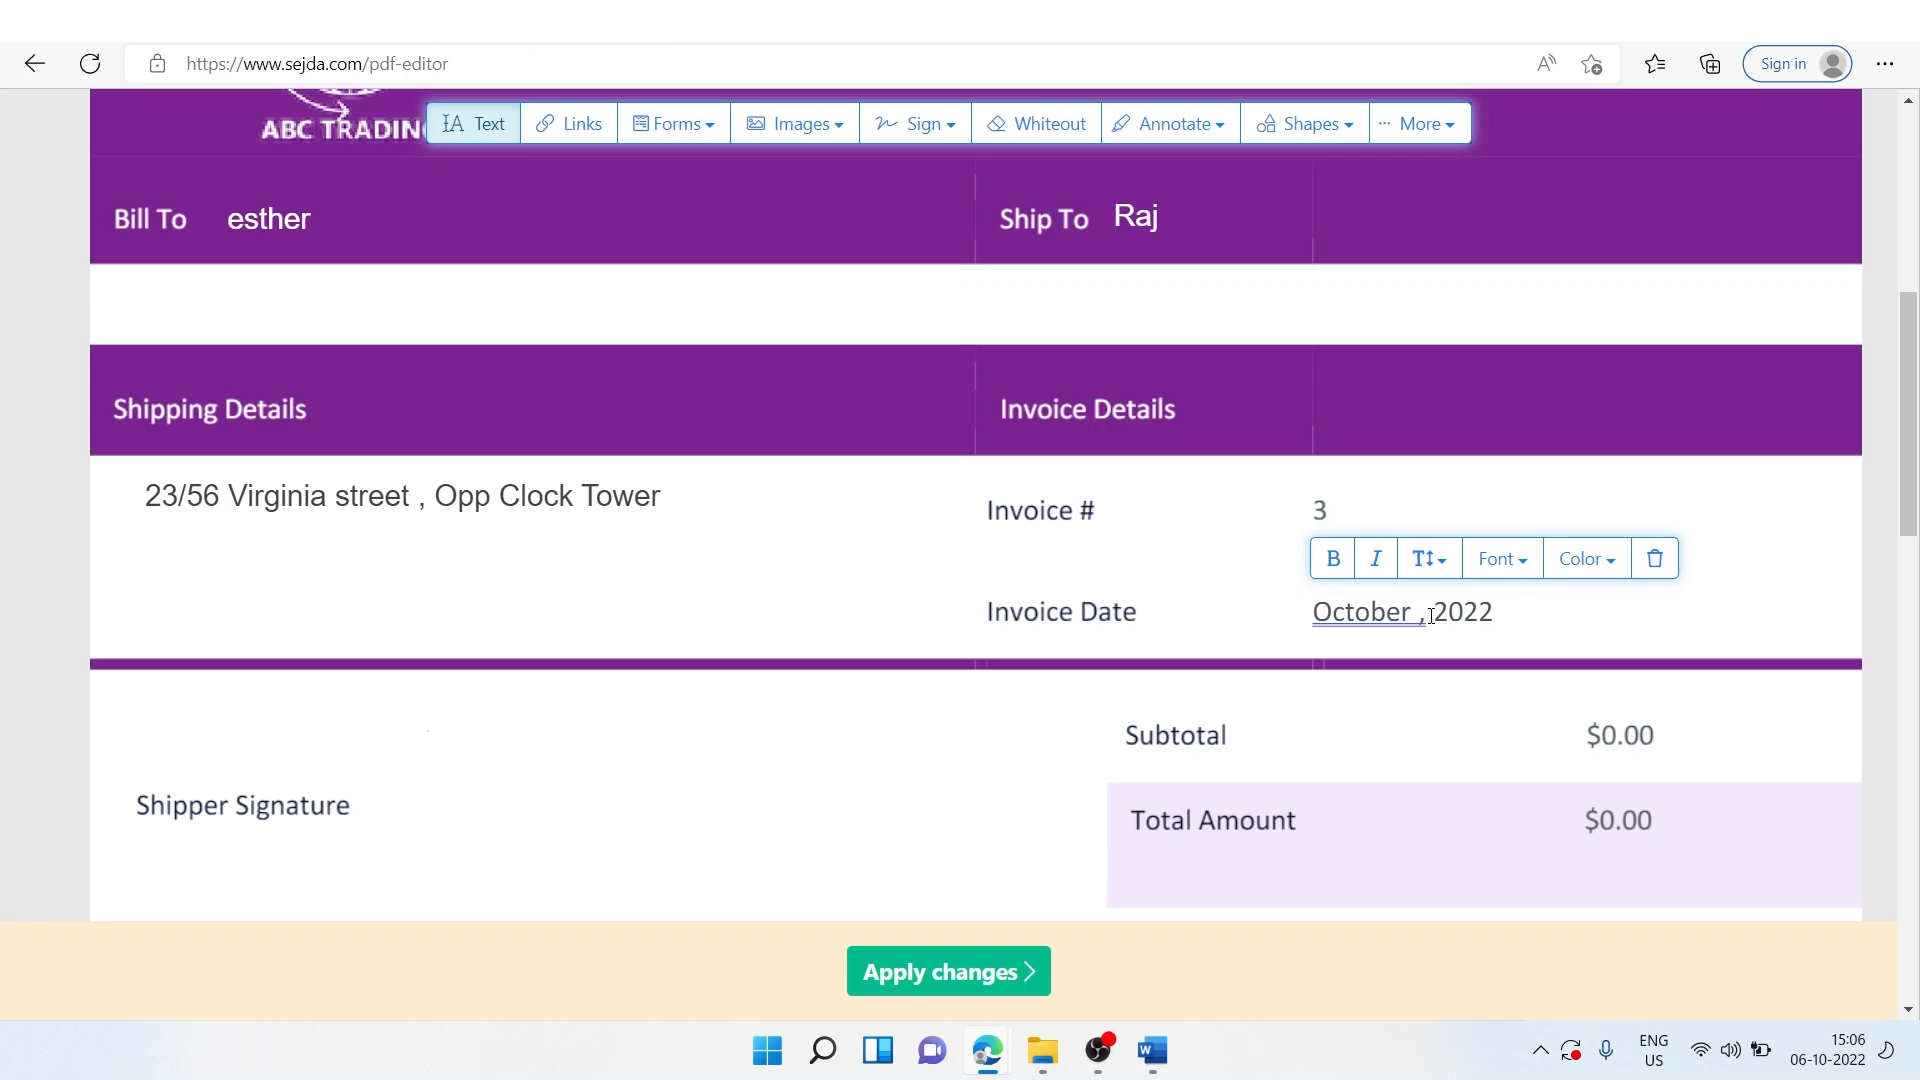 https://www.sejda.com/pdf-editor
Sign in
ABC TRADIN
Text
Links
Forms
Images
Sign
Whiteout
Annotate
Shapes
More
Bill To esther
Ship To Raj
Shipping Details
Invoice Details
23/56 Virginia street , Opp Clock Tower
Invoice # 3
B I Font Color
Invoice Date October , 2022
Subtotal $0.00
Shipper Signature
Total Amount $0.00
Apply changes
ENG
US
15:06
06-10-2022